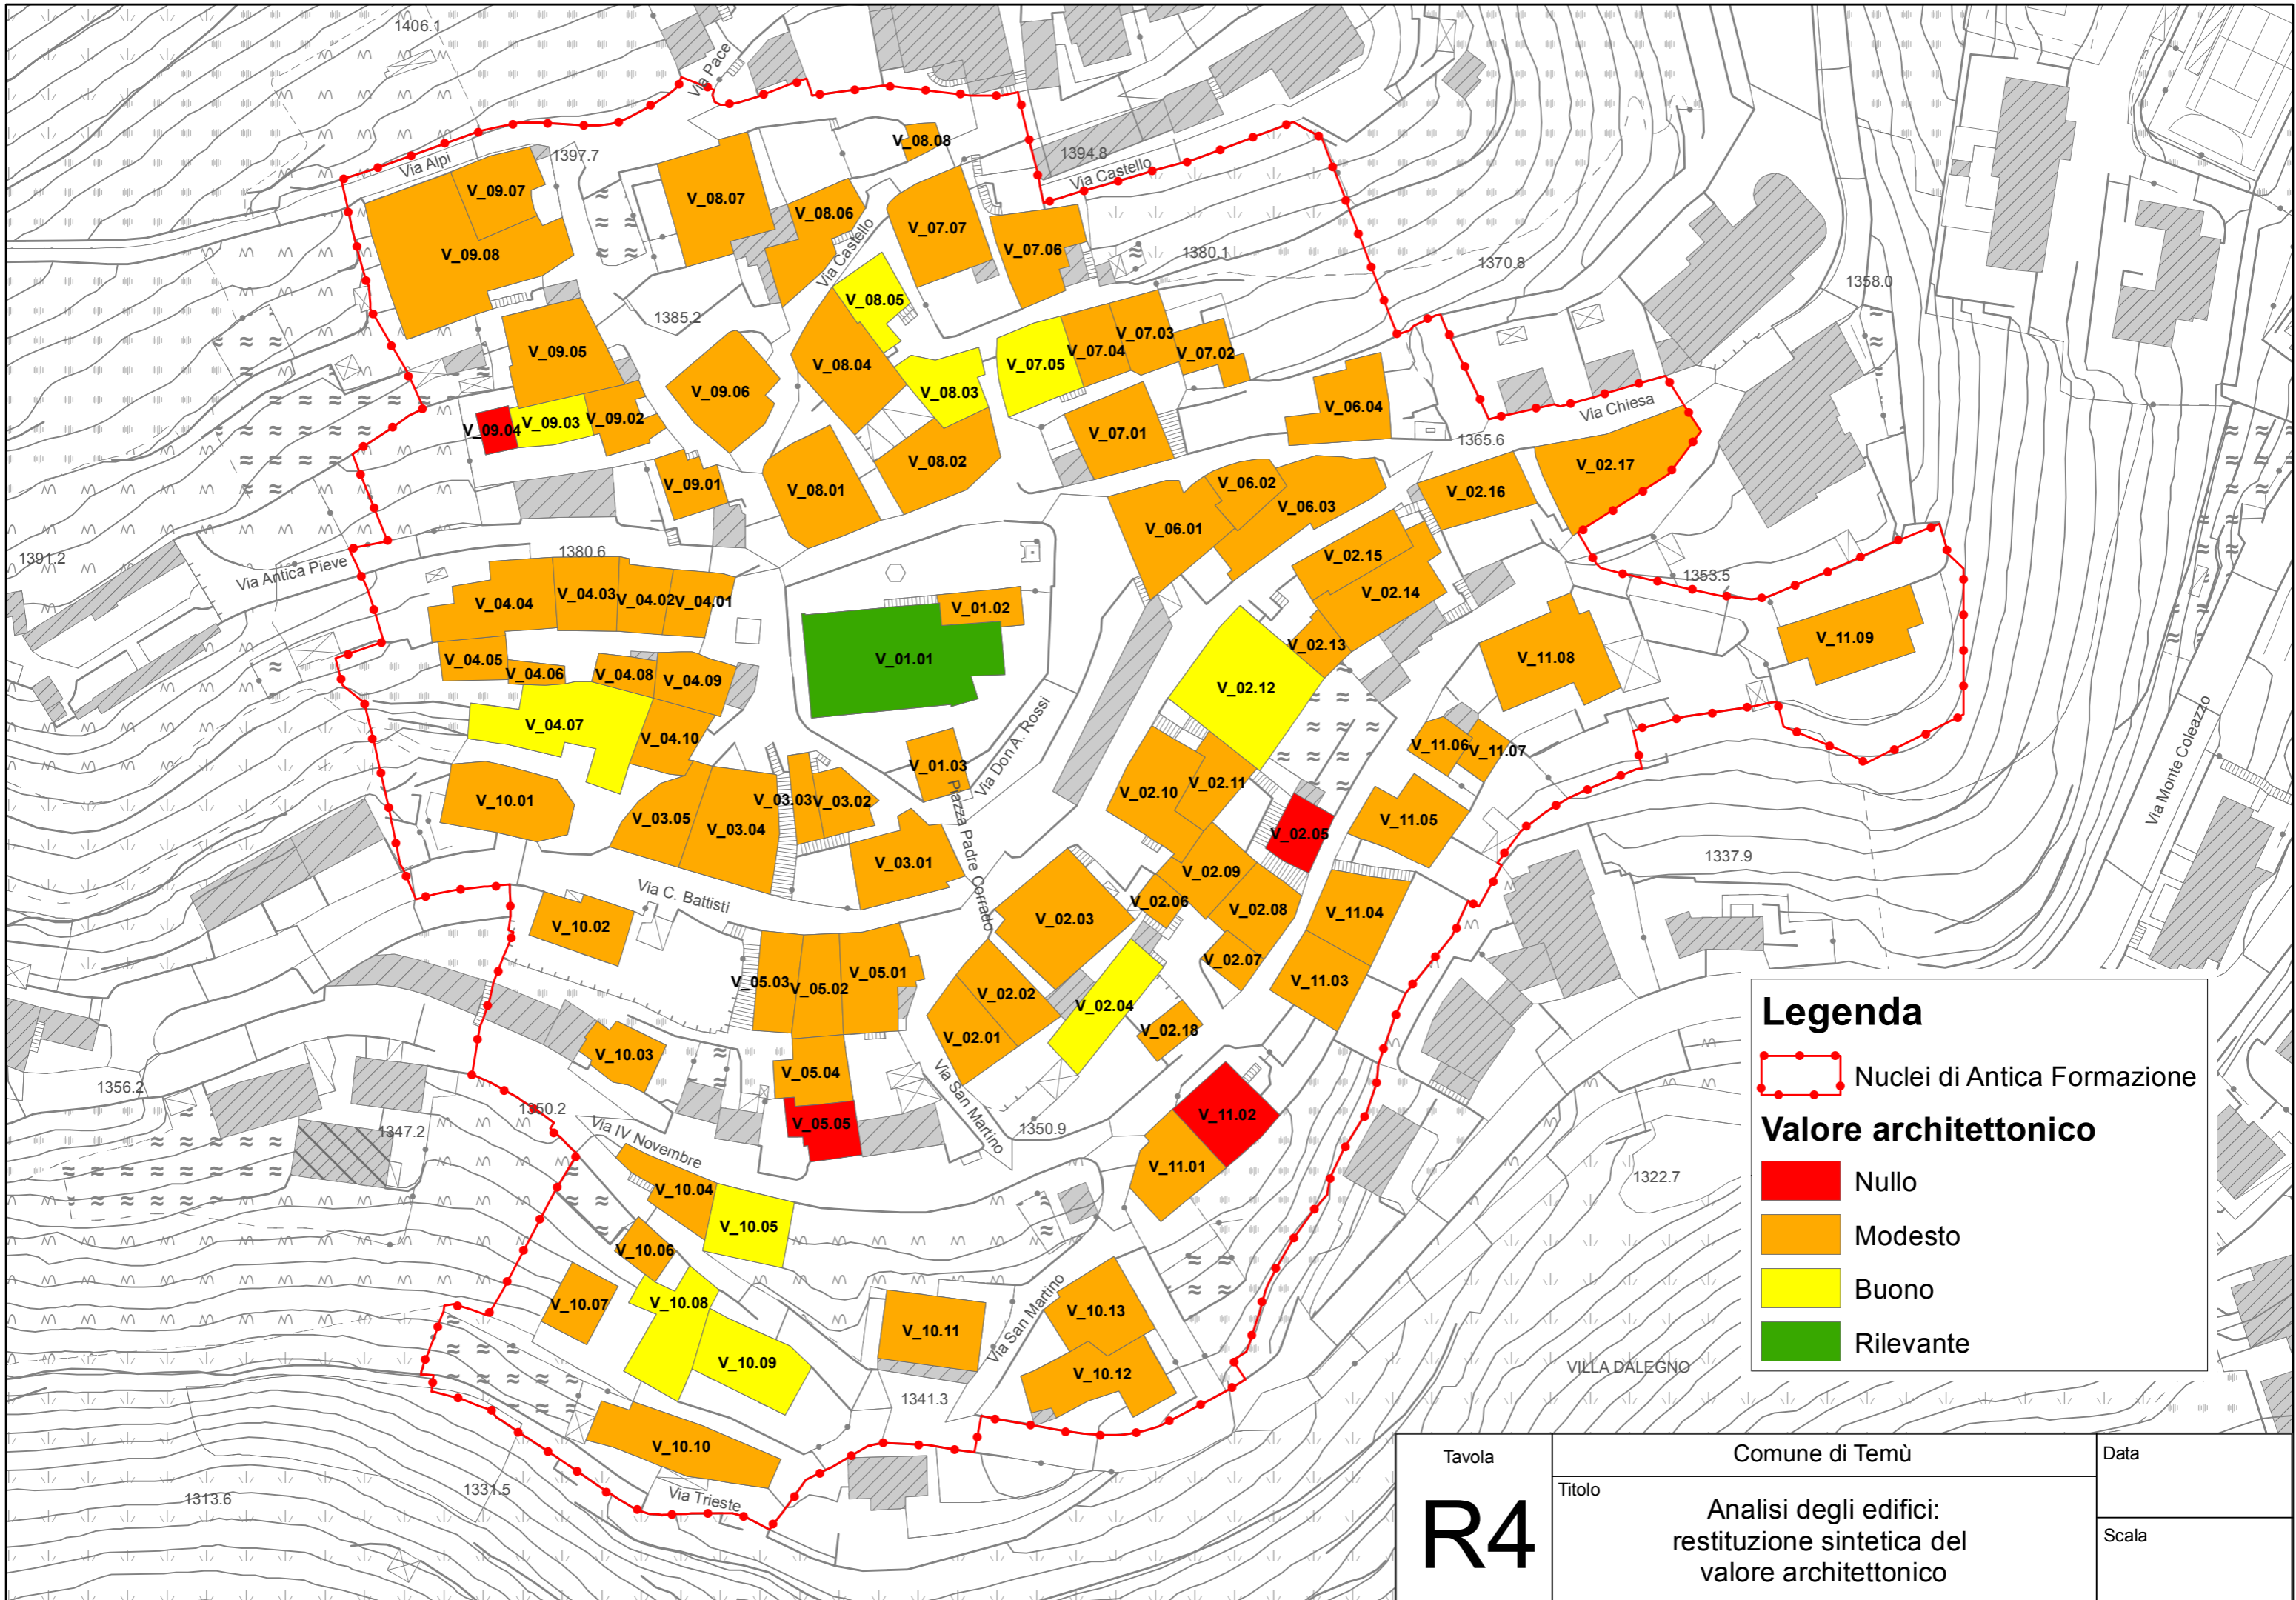 1406.1
Via Pace
V_08.08
1394.8
1397.7
Via Alpi
Via Castello
V_09.07
V_08.07
V_08.06
V_07.07
V_07.06
1380.1
1370.8
V_09.08
Via Castello
1358.0
V_08.05
1385.2
V_07.03
V_09.05
V_07.04
V_07.02
V_08.04
V_07.05
V_09.06
V_08.03
V_06.04
Via Chiesa
V_09.04
V_09.03
V_09.02
V_07.01
1365.6
V_08.02
V_02.17
V_09.01
V_08.01
V_06.02
V_02.16
V_06.03
V_06.01
1391.2
1380.6
V_02.15
Via Antica Pieve
1353.5
V_04.04
V_04.03
V_04.02
V_04.01
V_01.02
V_02.14
V_11.09
V_02.13
V_04.05
V_01.01
V_11.08
V_04.06
V_04.08
V_04.09
V_02.12
V_04.07
V_04.10
Via Don A. Rossi
V_11.06
V_11.07
Via Monte Coleazzo
V_01.03
V_02.11
V_02.10
V_10.01
V_03.03
V_03.02
V_03.05
V_03.04
Piazza Padre Corrado
V_11.05
V_02.05
V_03.01
1337.9
V_02.09
Via C. Battisti
V_02.06
V_02.08
V_11.04
V_02.03
V_10.02
V_02.07
V_05.01
V_05.03
V_05.02
V_11.03
V_02.02
V_02.04
V_02.18
V_02.01
V_10.03
V_05.04
1356.2
Via San Martino
1350.2
V_05.05
V_11.02
1350.9
1347.2
Via IV Novembre
V_11.01
1322.7
V_10.04
V_10.05
V_10.06
V_10.08
V_10.07
V_10.13
V_10.11
Via San Martino
V_10.09
V_10.12
VILLA DALEGNO
1341.3
V_10.10
1331.5
1313.6
Via Trieste
Legenda
Nuclei di Antica Formazione
Valore architettonico
Nullo
Modesto
Buono
Rilevante
Tavola
R4
Comune di Temù
Titolo
Analisi degli edifici:
restituzione sintetica del
valore architettonico
Data
Scala